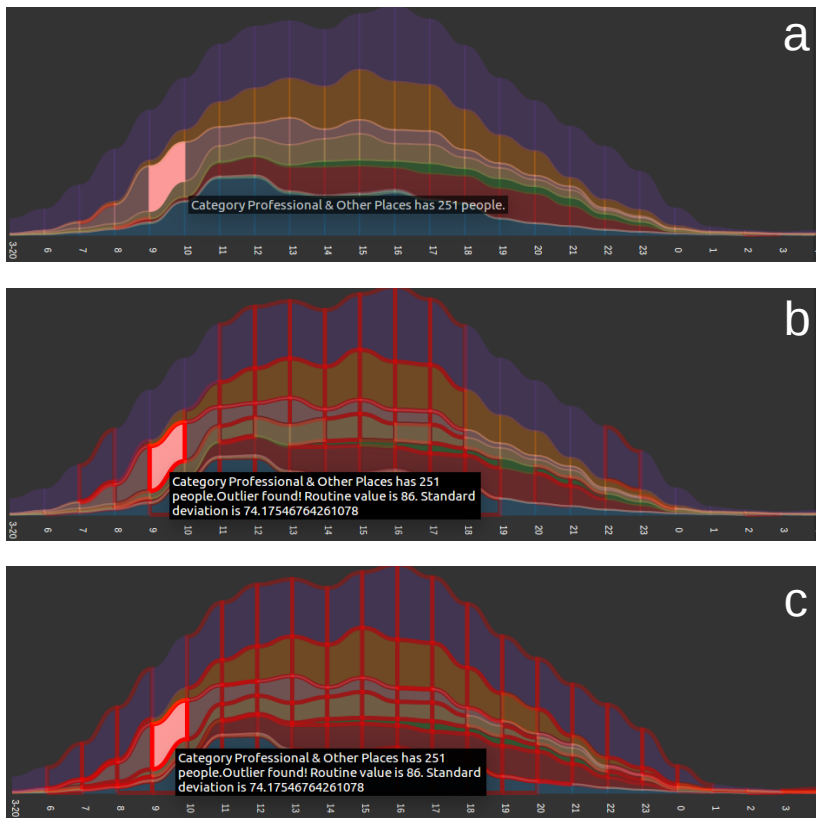 a
Category Professional & Other Places has 251 people.
3-20 6 7 8 9 10 11 12 13 14 15 16 17 18 19 20 21 22 23 0 1 2 3
b
Category Professional & Other Places has 251
people.Outlier found! Routine value is 86. Standard
deviation is 74.17546764261078
3-20 6 7 8 9 10 11 12 13 14 15 16 17 18 19 20 21 22 23 0 1 2 3
c
Category Professional & Other Places has 251
people.Outlier found! Routine value is 86. Standard
deviation is 74.17546764261078
3-20 6 7 8 9 10 11 12 13 14 15 16 17 18 19 20 21 22 23 0 1 2 3